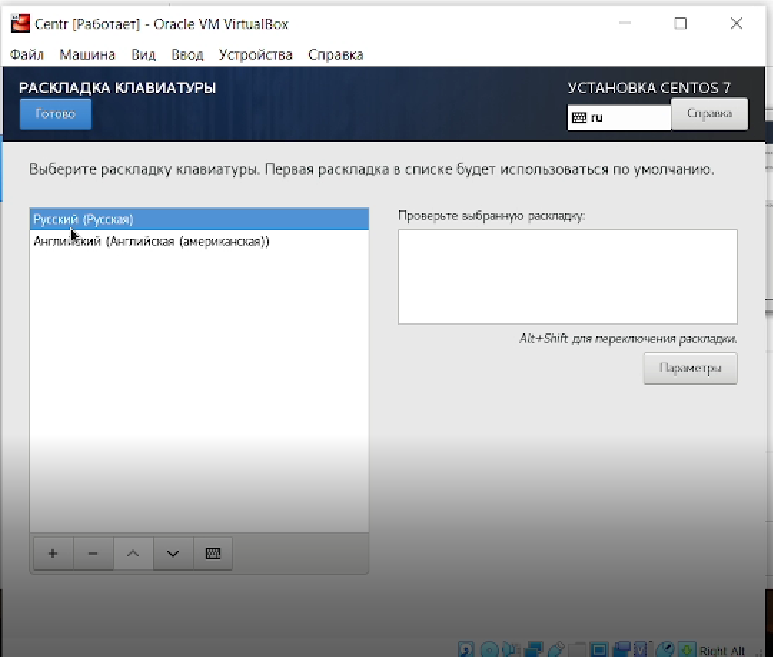 Centr [Работает] - Oracle VM VirtualBox
Файл Машина Вид Ввод Устройства Справка
РАСКЛАДКА КЛАВИАТУРЫ
УСТАНОВКА CENTOS 7
Готово
ru
Справка
Выберите раскладку клавиатуры. Первая раскладка в списке будет использоваться по умолчанию.
Русский (Русская)
Английский (Английская (американская))
Проверьте выбранную раскладку:
Alt+Shift для переключения раскладки.
Параметры
Right Alt